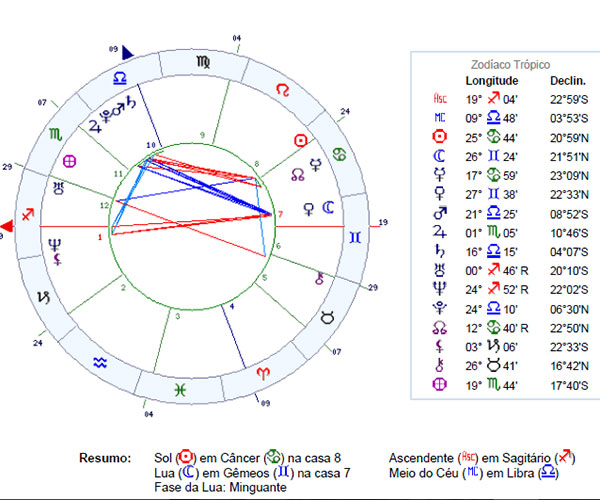 09
04
07
24
29
19
9
29
24
07
04
09
10
9
8
11
12
7
1
6
2
5
3
4
Zodíaco Trópico
Longitude Declin.
Asc 19° ♐ 04' 22°59'S
MC 09° ♎ 48' 03°53'S
☉ 25° ♋ 44' 20°59'N
☾ 26° ♊ 24' 21°51'N
☿ 17° ♋ 59' 23°09'N
♀ 27° ♊ 38' 22°33'N
♂ 21° ♎ 25' 08°52'S
♃ 01° ♏ 05' 10°46'S
♄ 16° ♎ 15' 04°07'S
♅ 00° ♐ 46' R 20°10'S
♆ 24° ♐ 52' R 22°02'S
♇ 24° ♎ 10' 06°30'N
☊ 12° ♋ 40' R 22°50'N
⚸ 03° ♑ 06' 22°33'S
⚷ 26° ♉ 41' 16°42'N
⊕ 19° ♏ 44' 17°40'S
Resumo: Sol (☉) em Câncer (♋) na casa 8 Ascendente (Asc) em Sagitário (♐)
Lua (☾) em Gêmeos (♊) na casa 7 Meio do Céu (MC) em Libra (♎)
Fase da Lua: Minguante